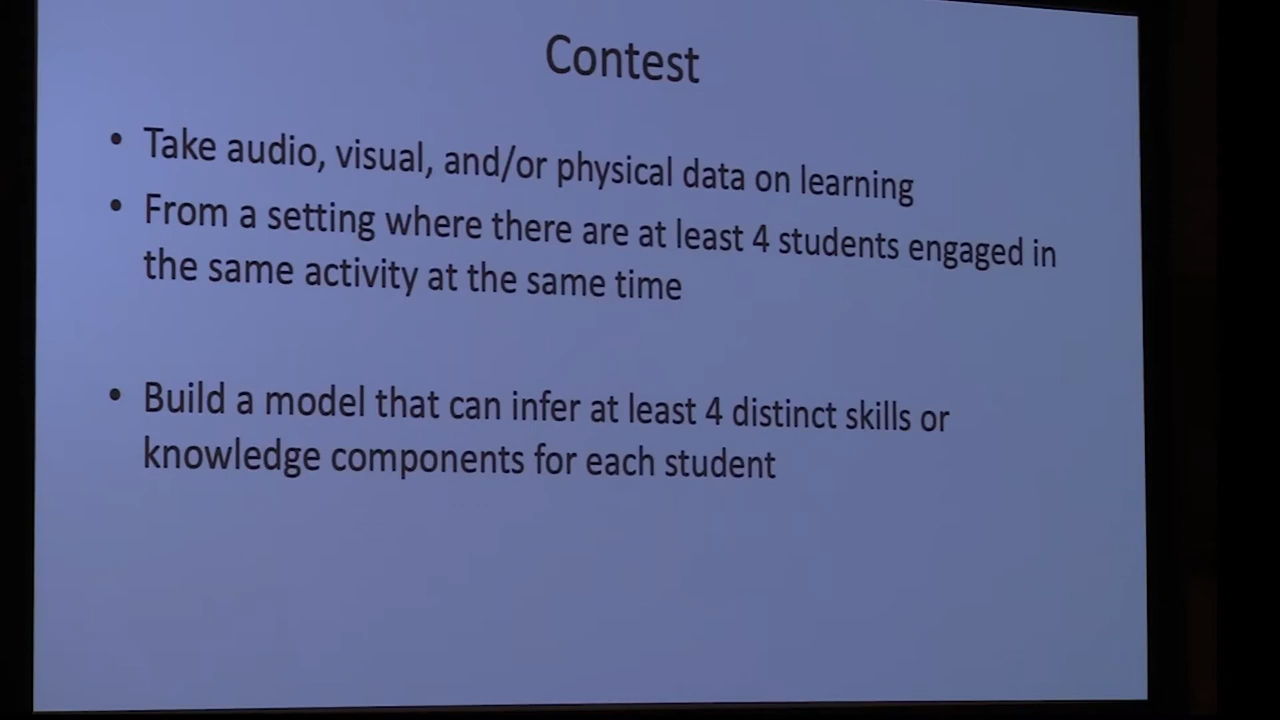 Contest
• Take audio, visual, and/or physical data on learning
• From a setting where there are at least 4 students engaged in
the same activity at the same time
• Build a model that can infer at least 4 distinct skills or
knowledge components for each student